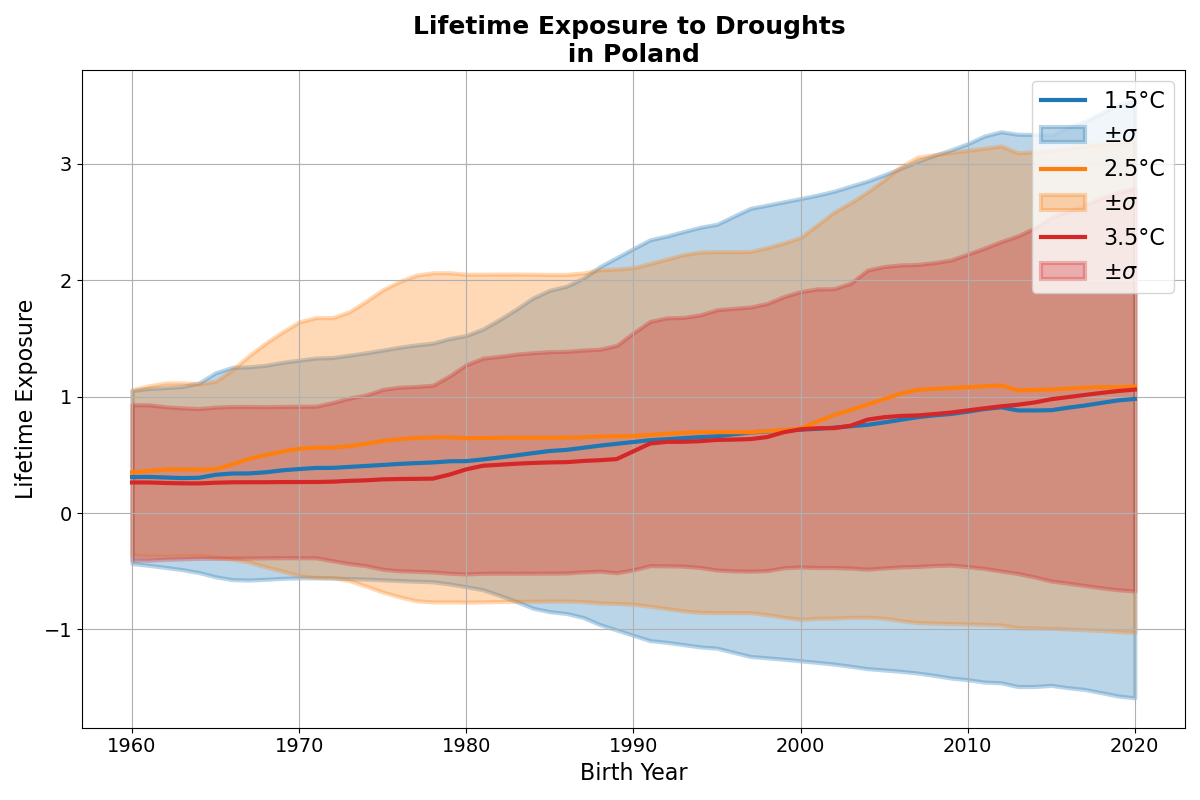 Lifetime Exposure to Droughts
in Poland
1.5°C
±σ
2.5°C
±σ
3.5°C
±σ
Lifetime Exposure
3
2
1
0
−1
1960 1970 1980 1990 2000 2010 2020
Birth Year